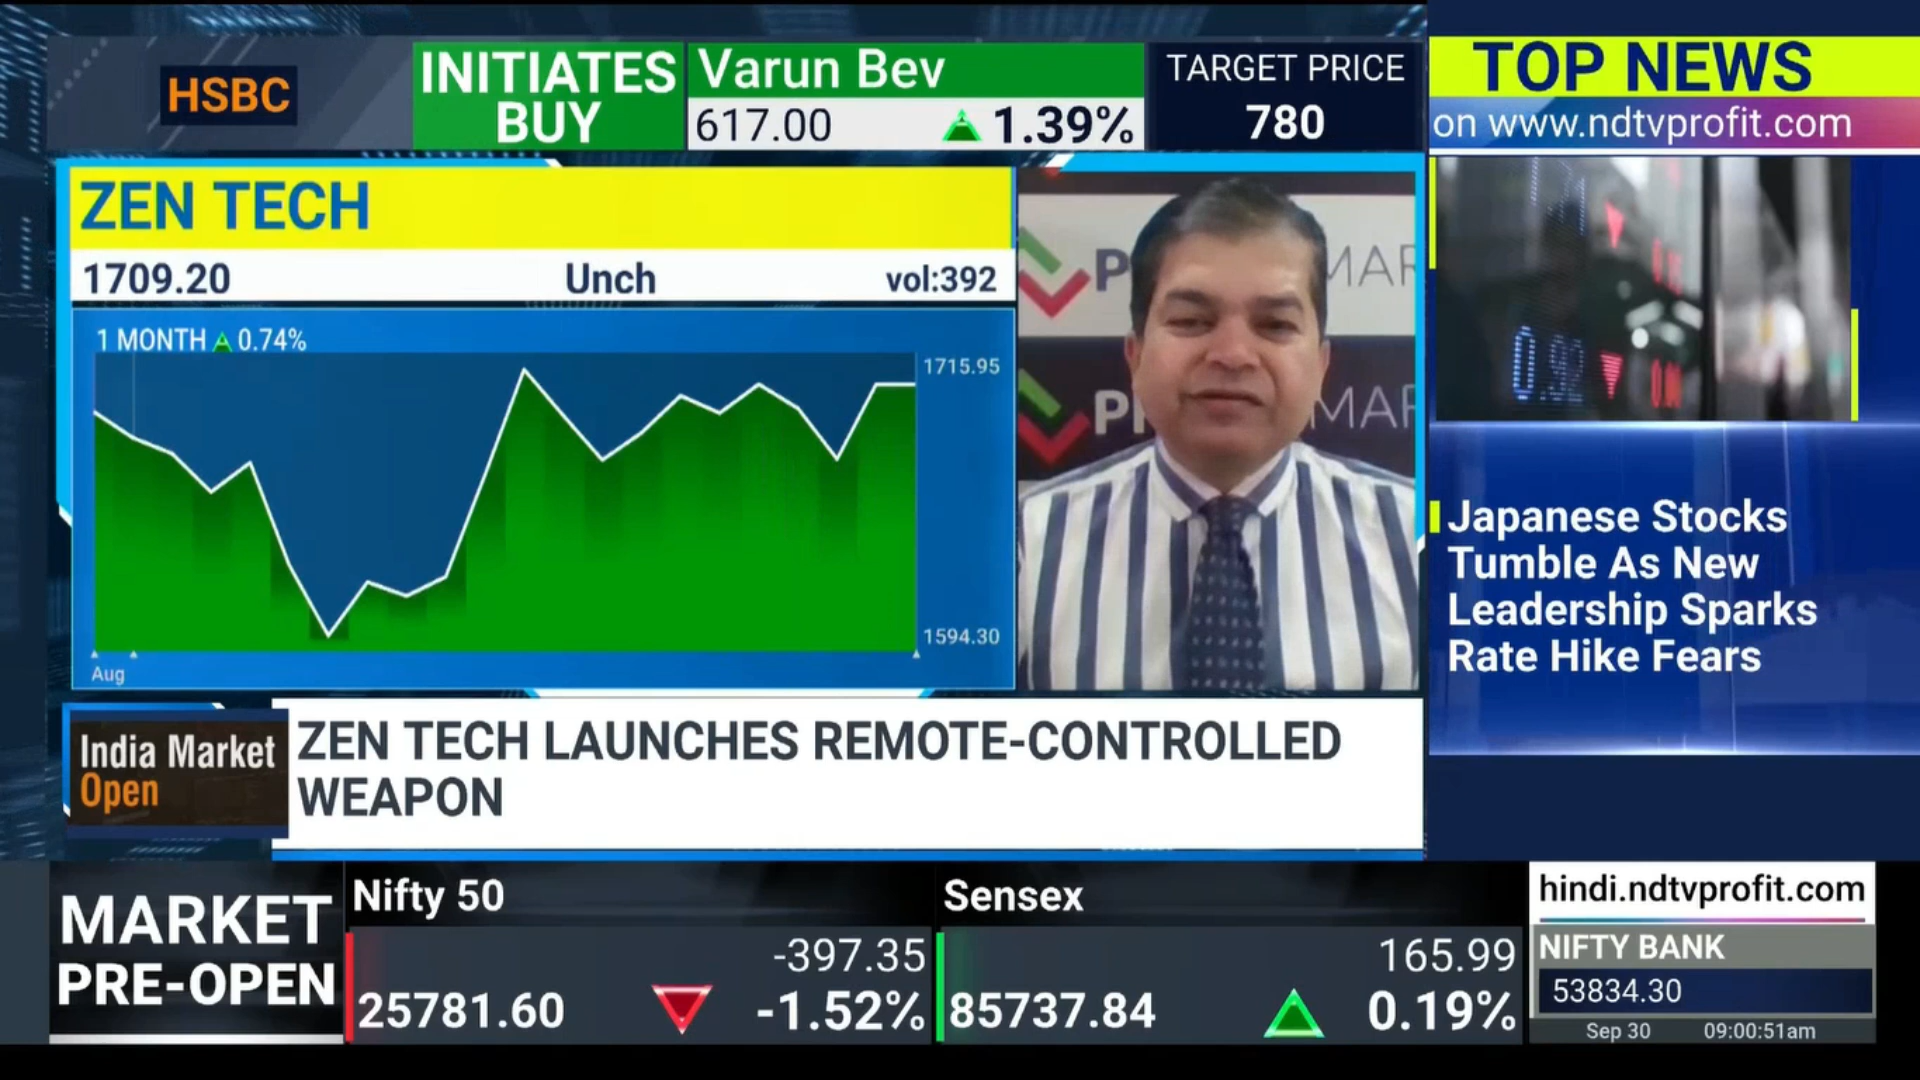 HSBC
INITIATES
BUY
Varun Bev
617.00 1.39%
TARGET PRICE
780
TOP NEWS
on www.ndtvprofit.com
ZEN TECH
1709.20 Unch vol:392
1 MONTH 0.74%
1715.95
1594.30
Aug
MAR
MAR
0.92
Japanese Stocks
Tumble As New
Leadership Sparks
Rate Hike Fears
India Market
Open
ZEN TECH LAUNCHES REMOTE-CONTROLLED
WEAPON
MARKET
PRE-OPEN
Nifty 50
-397.35
25781.60 -1.52%
Sensex
165.99
85737.84 0.19%
hindi.ndtvprofit.com
NIFTY BANK
53834.30
Sep 30 09:00:51am